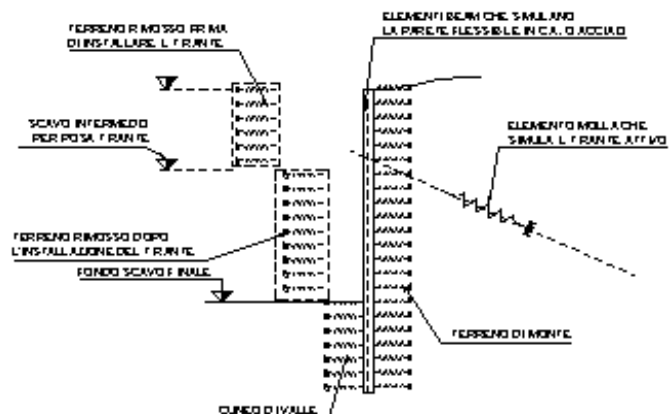 TERRENO RIMOSSO PRIMA
DI INSTALLARE IL TIRANTE
ELEMENTI BEAM CHE SIMULANO
LA PARETE FLESSIBILE IN C.A. O ACCIAIO
SCAVO INTERMEDIO
PER POSA TIRANTE
ELEMENTO MOLLA CHE
SIMULA IL TIRANTE ATTIVO
TERRENO RIMOSSO DOPO
L'INSTALLAZIONE DEL TIRANTE
FONDO SCAVO FINALE
TERRENO DI MONTE
CUNEO DI VALLE